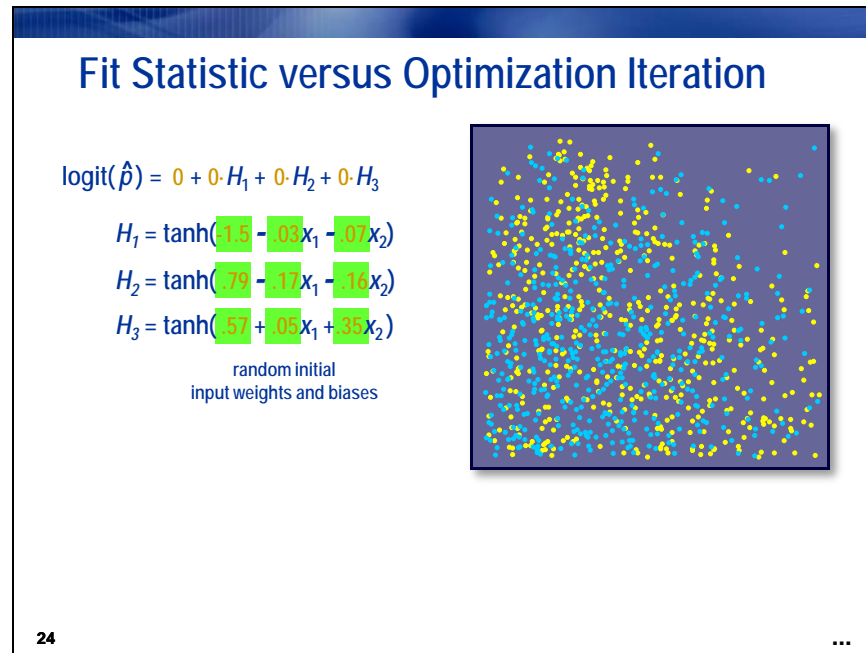 Fit Statistic versus Optimization Iteration
logit(p̂) = 0 + 0·H₁ + 0·H₂ + 0·H₃
H₁ = tanh(-1.5 - .03x₁ - .07x₂)
H₂ = tanh(.79 - .17x₁ - .16x₂)
H₃ = tanh(.57 + .05x₁ + .35x₂)
random initial
input weights and biases
24
...